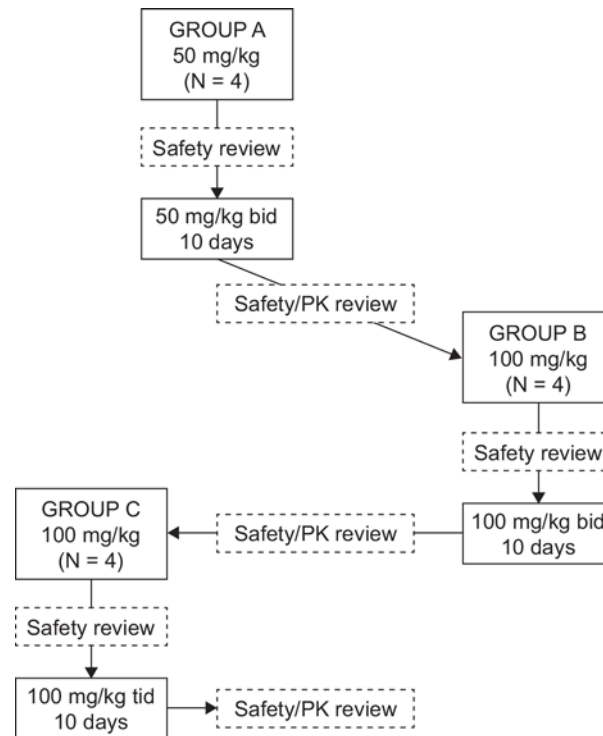 GROUP A
50 mg/kg
(N = 4)
Safety review
50 mg/kg bid
10 days
Safety/PK review
GROUP B
100 mg/kg
(N = 4)
Safety review
100 mg/kg bid
10 days
Safety/PK review
GROUP C
100 mg/kg
(N = 4)
Safety review
100 mg/kg tid
10 days
Safety/PK review